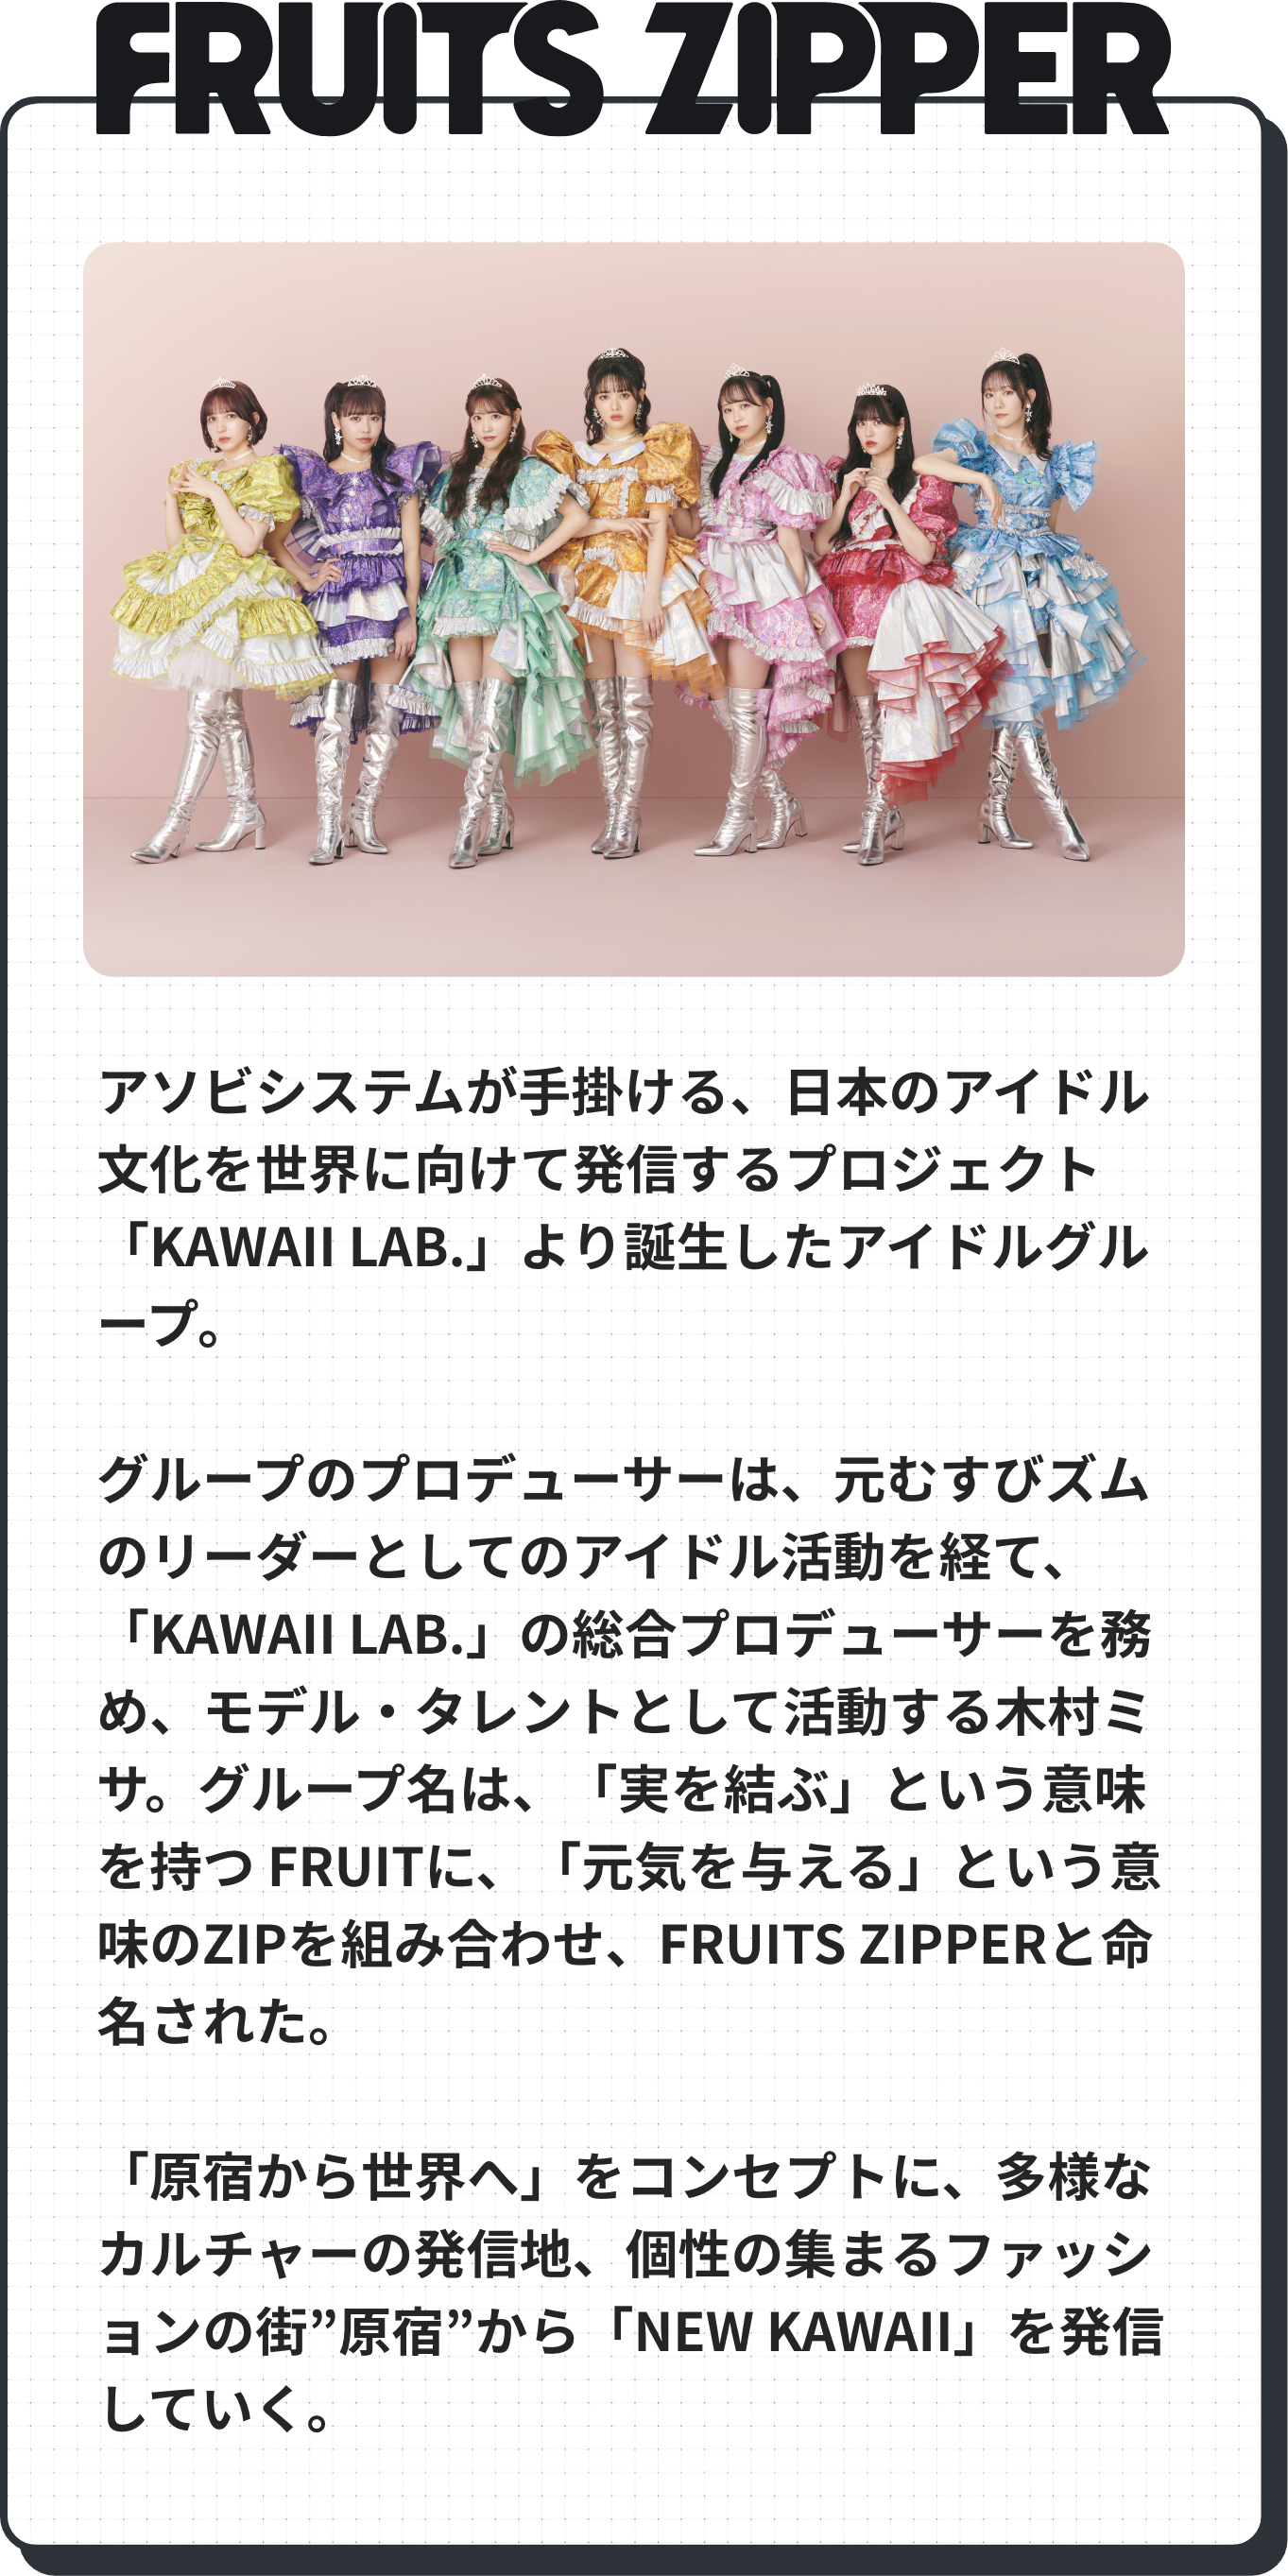 FRUITS ZIPPER
アソビシステムが手掛ける、日本のアイドル
文化を世界に向けて発信するプロジェクト
「KAWAII LAB.」より誕生したアイドルグル
ープ。
グループのプロデューサーは、元むすびズム
のリーダーとしてのアイドル活動を経て、
「KAWAII LAB.」の総合プロデューサーを務
め、モデル・タレントとして活動する木村ミ
サ。グループ名は、「実を結ぶ」という意味
を持つ FRUITに、「元気を与える」という意
味のZIPを組み合わせ、FRUITS ZIPPERと命
名された。
「原宿から世界へ」をコンセプトに、多様な
カルチャーの発信地、個性の集まるファッシ
ョンの街”原宿”から「NEW KAWAII」を発信
していく。